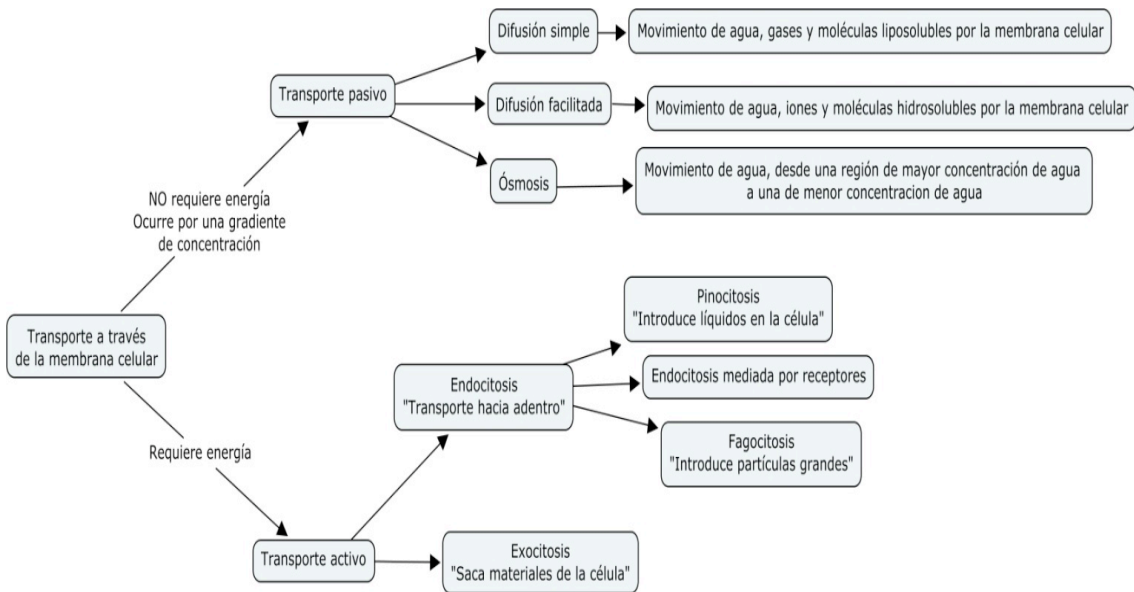 Difusión simple
Movimiento de agua, gases y moléculas liposolubles por la membrana celular
Transporte pasivo
Difusión facilitada
Movimiento de agua, iones y moléculas hidrosolubles por la membrana celular
Ósmosis
Movimiento de agua, desde una región de mayor concentración de agua
a una de menor concentracion de agua
NO requiere energía
Ocurre por una gradiente
de concentración
Transporte a través
de la membrana celular
Requiere energía
Pinocitosis
"Introduce líquidos en la célula"
Endocitosis
"Transporte hacia adentro"
Endocitosis mediada por receptores
Fagocitosis
"Introduce partículas grandes"
Transporte activo
Exocitosis
"Saca materiales de la célula"